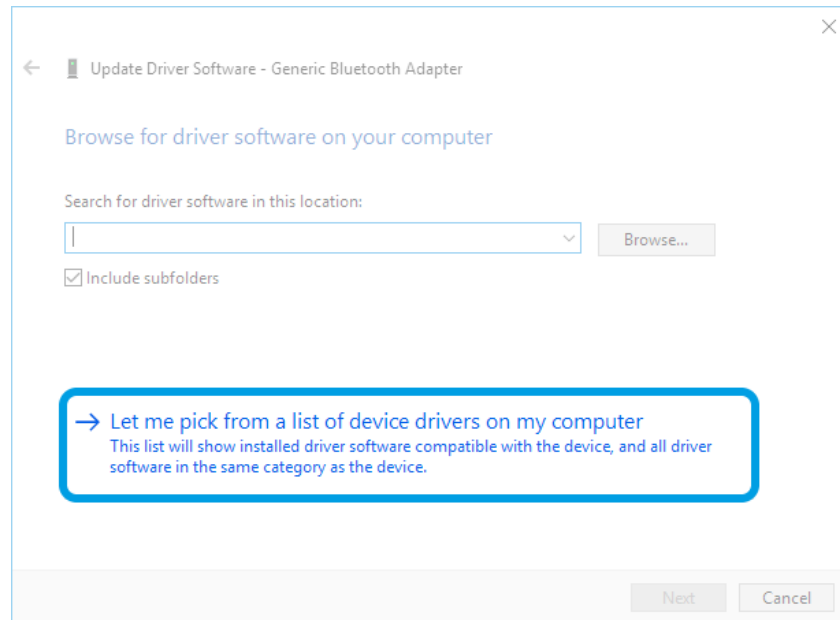 Update Driver Software - Generic Bluetooth Adapter
Browse for driver software on your computer
Search for driver software in this location:
Browse...
Include subfolders
Let me pick from a list of device drivers on my computer
This list will show installed driver software compatible with the device, and all driver
software in the same category as the device.
Next Cancel